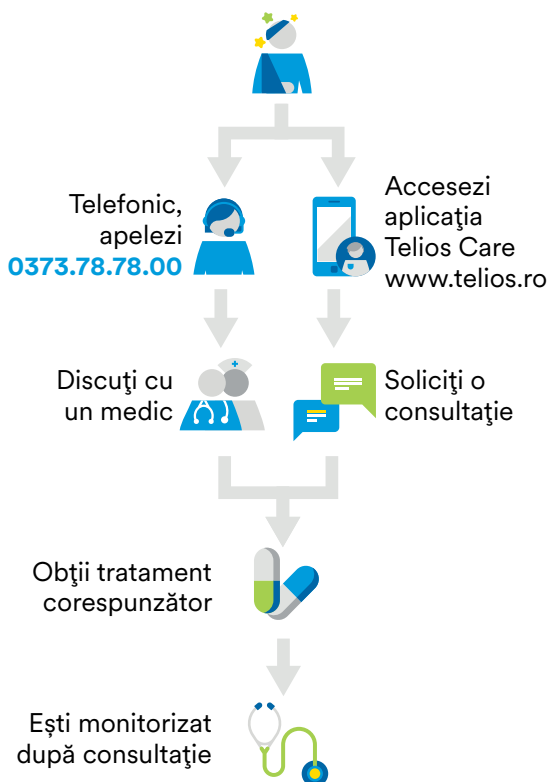 Telefonic,
apelezi
0373.78.78.00
Accesezi
aplicaţia
Telios Care
www.telios.ro
Discuţi cu
un medic
Soliciţi o
consultaţie
Obţii tratament
corespunzător
Ești monitorizat
după consultaţie